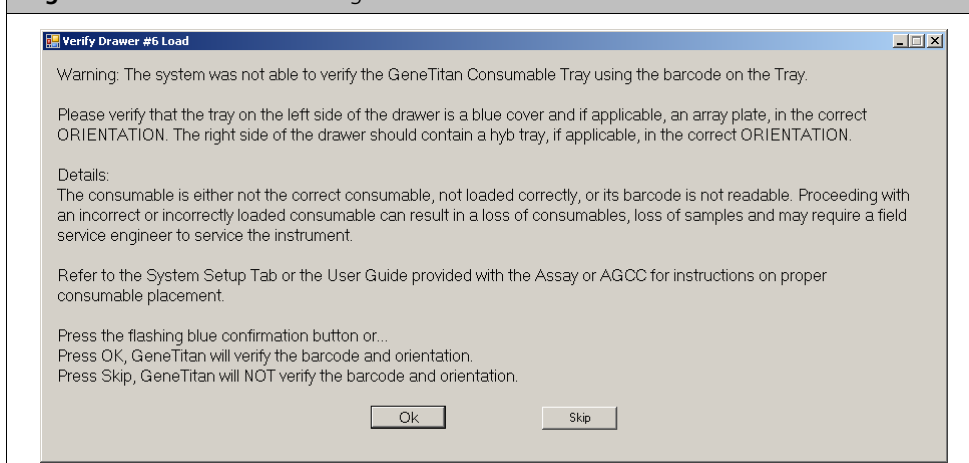 Verify Drawer #6 Load
Warning: The system was not able to verify the GeneTitan Consumable Tray using the barcode on the Tray.
Please verify that the tray on the left side of the drawer is a blue cover and if applicable, an array plate, in the correct
ORIENTATION. The right side of the drawer should contain a hyb tray, if applicable, in the correct ORIENTATION.
Details:
The consumable is either not the correct consumable, not loaded correctly, or its barcode is not readable. Proceeding with
an incorrect or incorrectly loaded consumable can result in a loss of consumables, loss of samples and may require a field
service engineer to service the instrument.
Refer to the System Setup Tab or the User Guide provided with the Assay or AGCC for instructions on proper
consumable placement.
Press the flashing blue confirmation button or...
Press OK, GeneTitan will verify the barcode and orientation.
Press Skip, GeneTitan will NOT verify the barcode and orientation.
Ok Skip